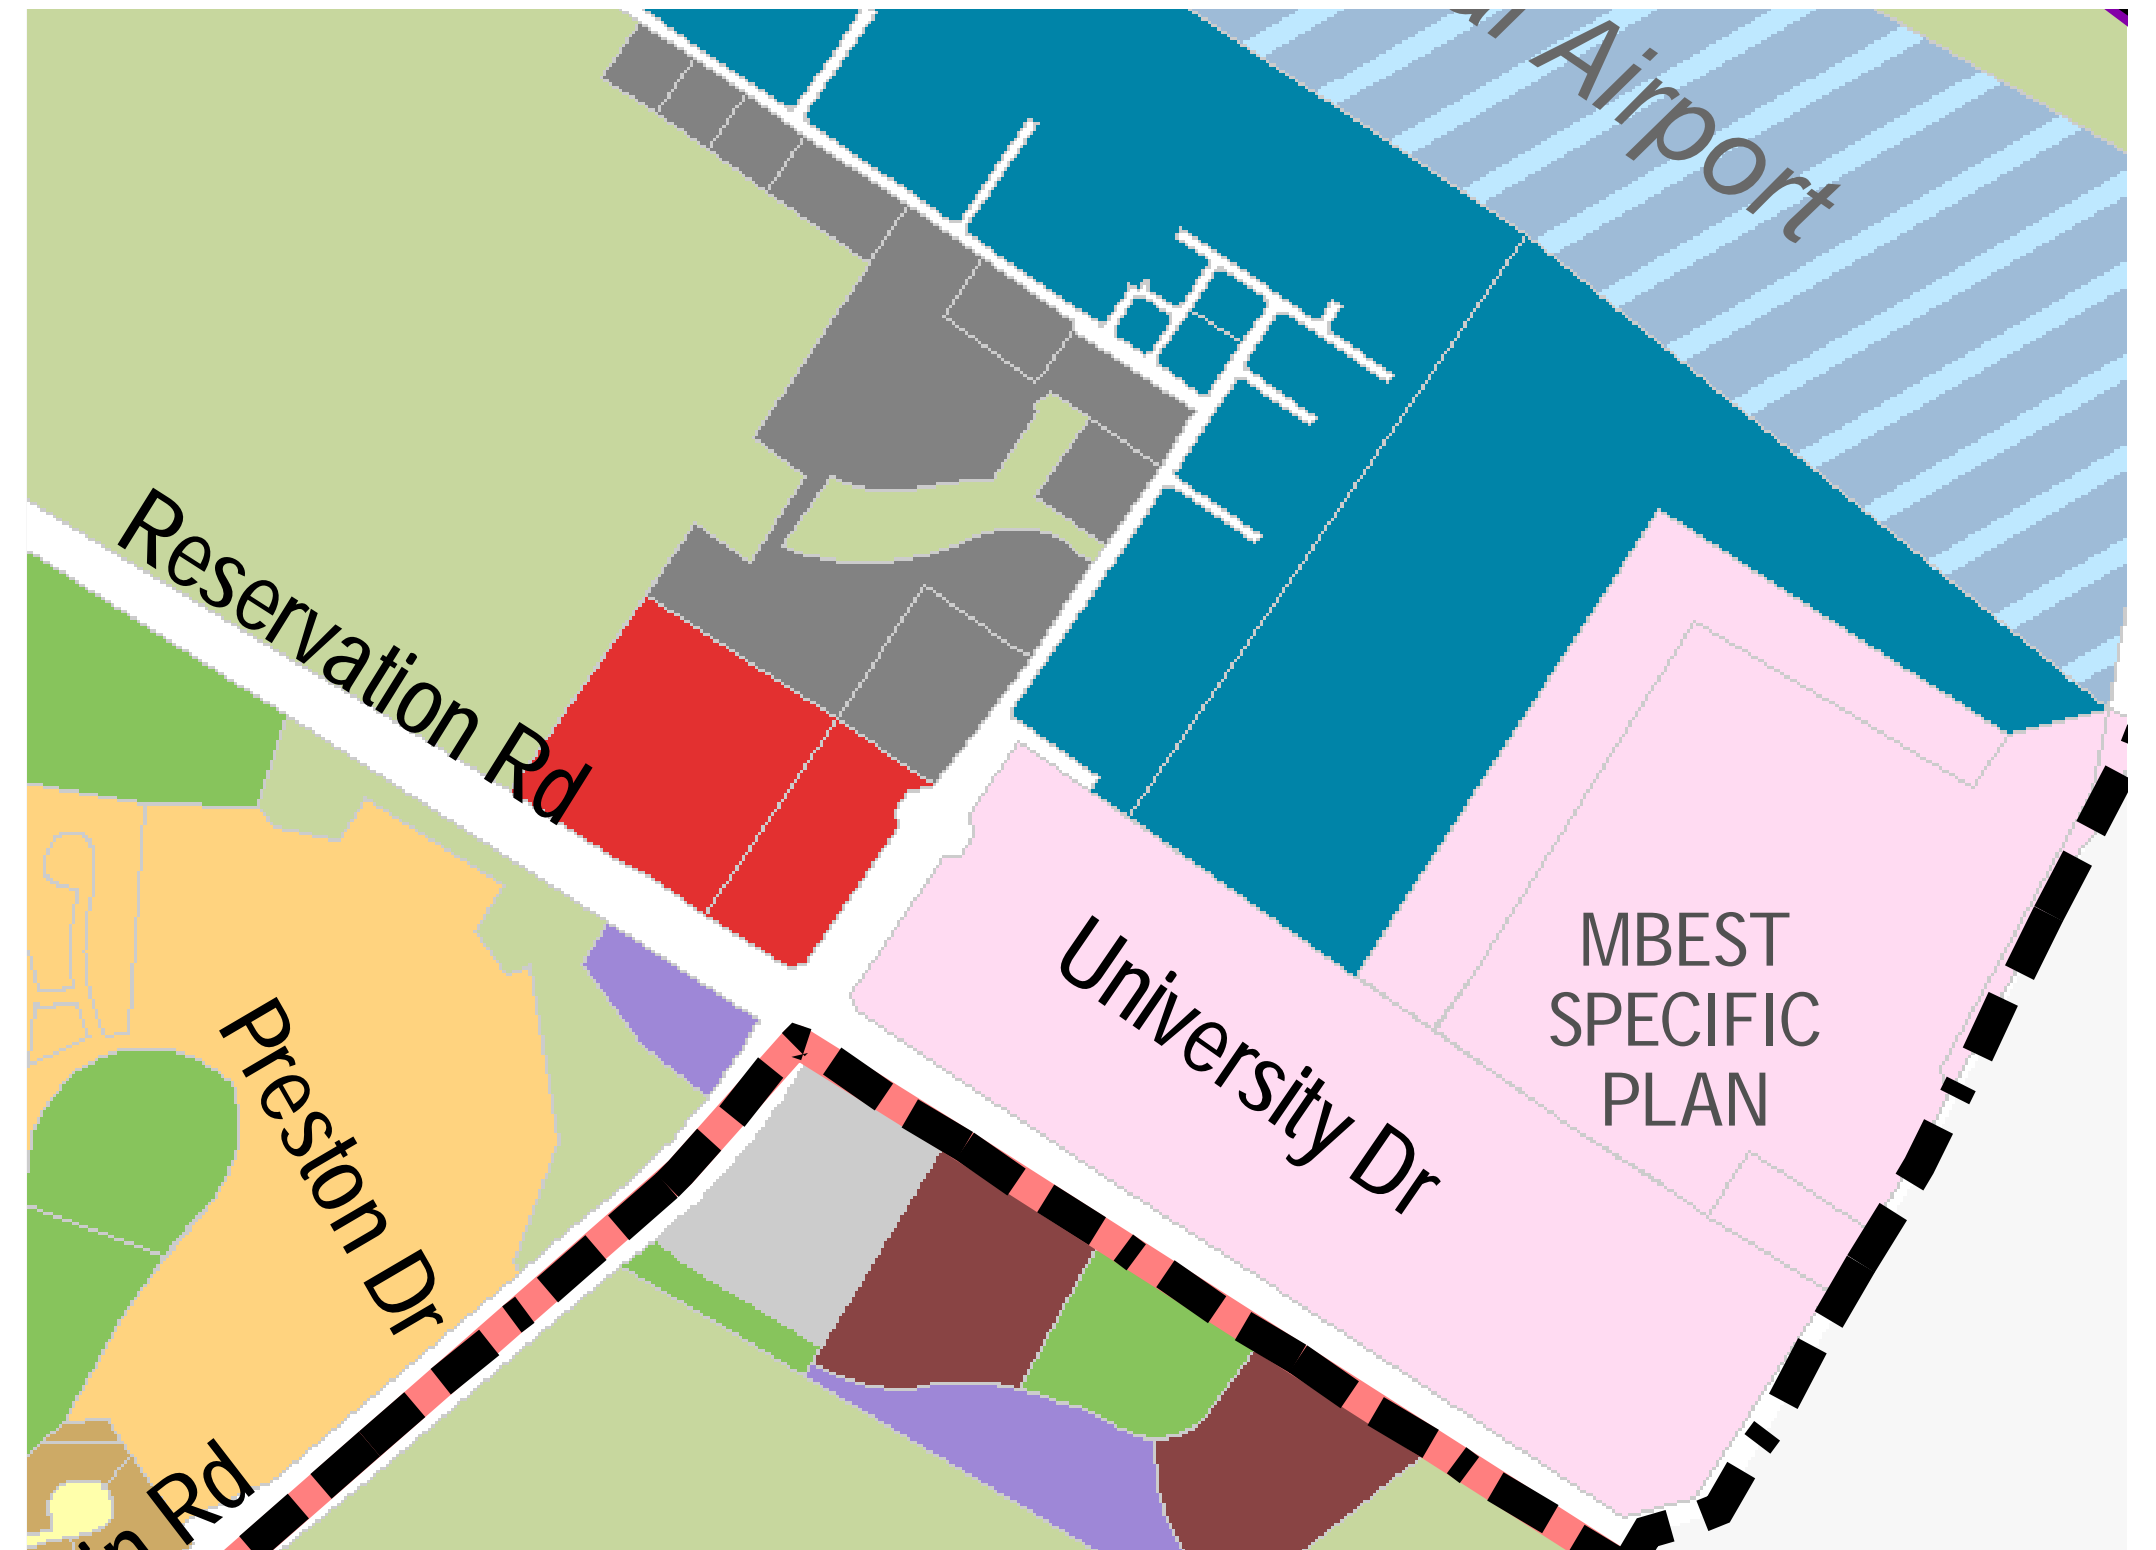 Airport
Reservation Rd
MBEST
SPECIFIC
PLAN
University Dr
Preston Dr
Rd